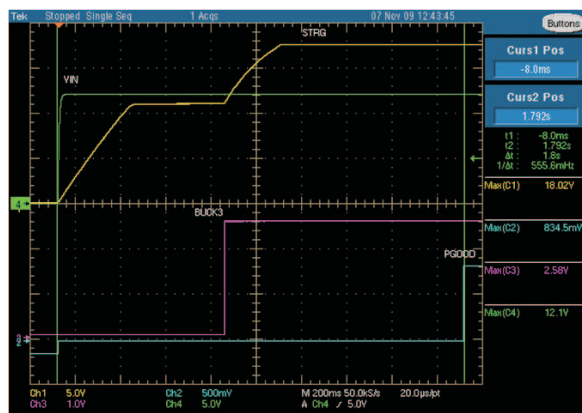 Tek Stopped Single Seq 1 Acqs 07 Nov 09 12:43:45
Buttons
STRG
VIN
Curs1 Pos
-8.0ms
Curs2 Pos
1.792s
t1 : -8.0ms
t2 : 1.792s
Δt : 1.8s
1/Δt : 555.6mHz
Max(C1) 18.02V
4
BUCK3
Max(C2) 834.5mV
PGOOD
Max(C3) 2.58V
Max(C4) 12.1V
Ch1 5.0V Ch2 500mV M 200ms 50.0kS/s 20.0µs/pt
Ch3 1.0V Ch4 5.0V A Ch4 ∕ 5.0V